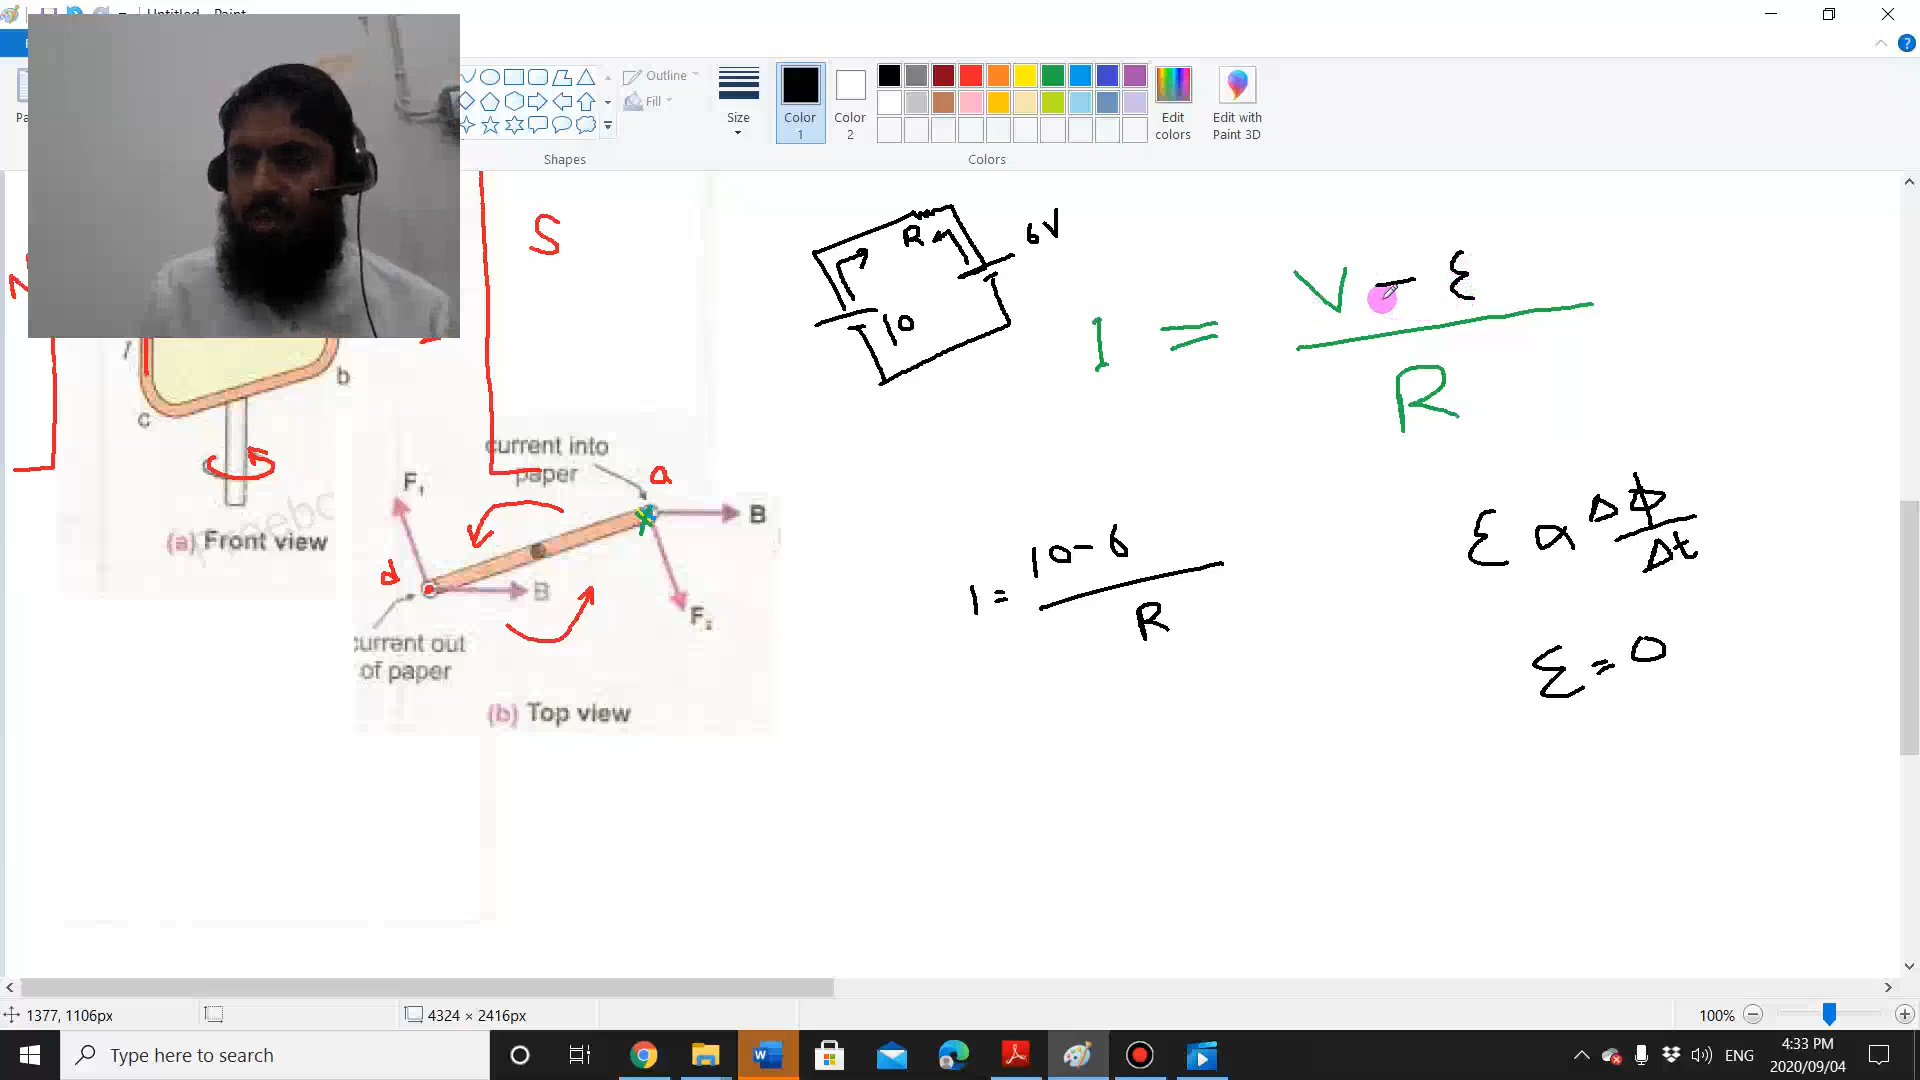 Untitled - Paint
Outline
Fill
Shapes
Size
Color 1
Color 2
Edit colors
Edit with Paint 3D
Colors
S
N
l
b
c
(a) Front view
current into paper
a
F₁
B
d
B
F₂
current out of paper
(b) Top view
R
6V
10
I = V - ε / R
I = 10-6 / R
ε α Δφ / Δt
ε = 0
1377, 1106px
4324 × 2416px
100%
Type here to search
ENG
4:33 PM
2020/09/04